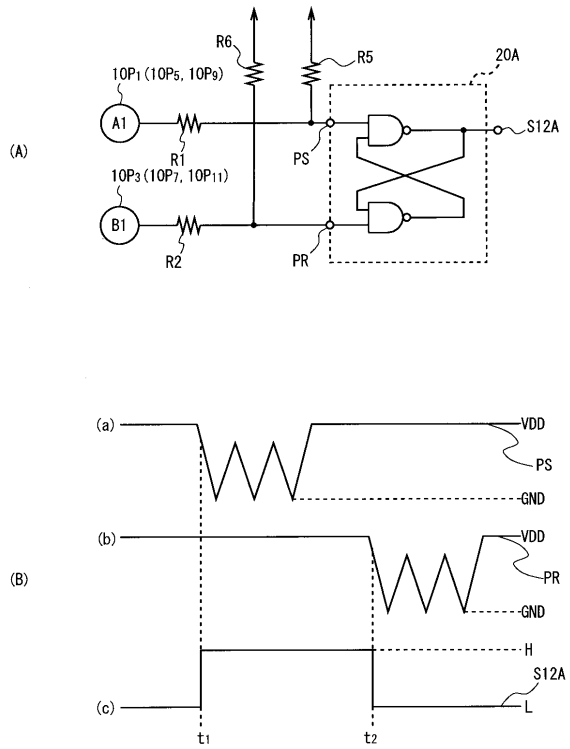 (A)
R6
R5
20A
10P1 (10P5, 10P9)
A1
R1
PS
S12A
10P3 (10P7, 10P11)
B1
R2
PR
(B)
(a)
VDD
PS
GND
(b)
VDD
PR
GND
H
S12A
(c)
L
t1
t2